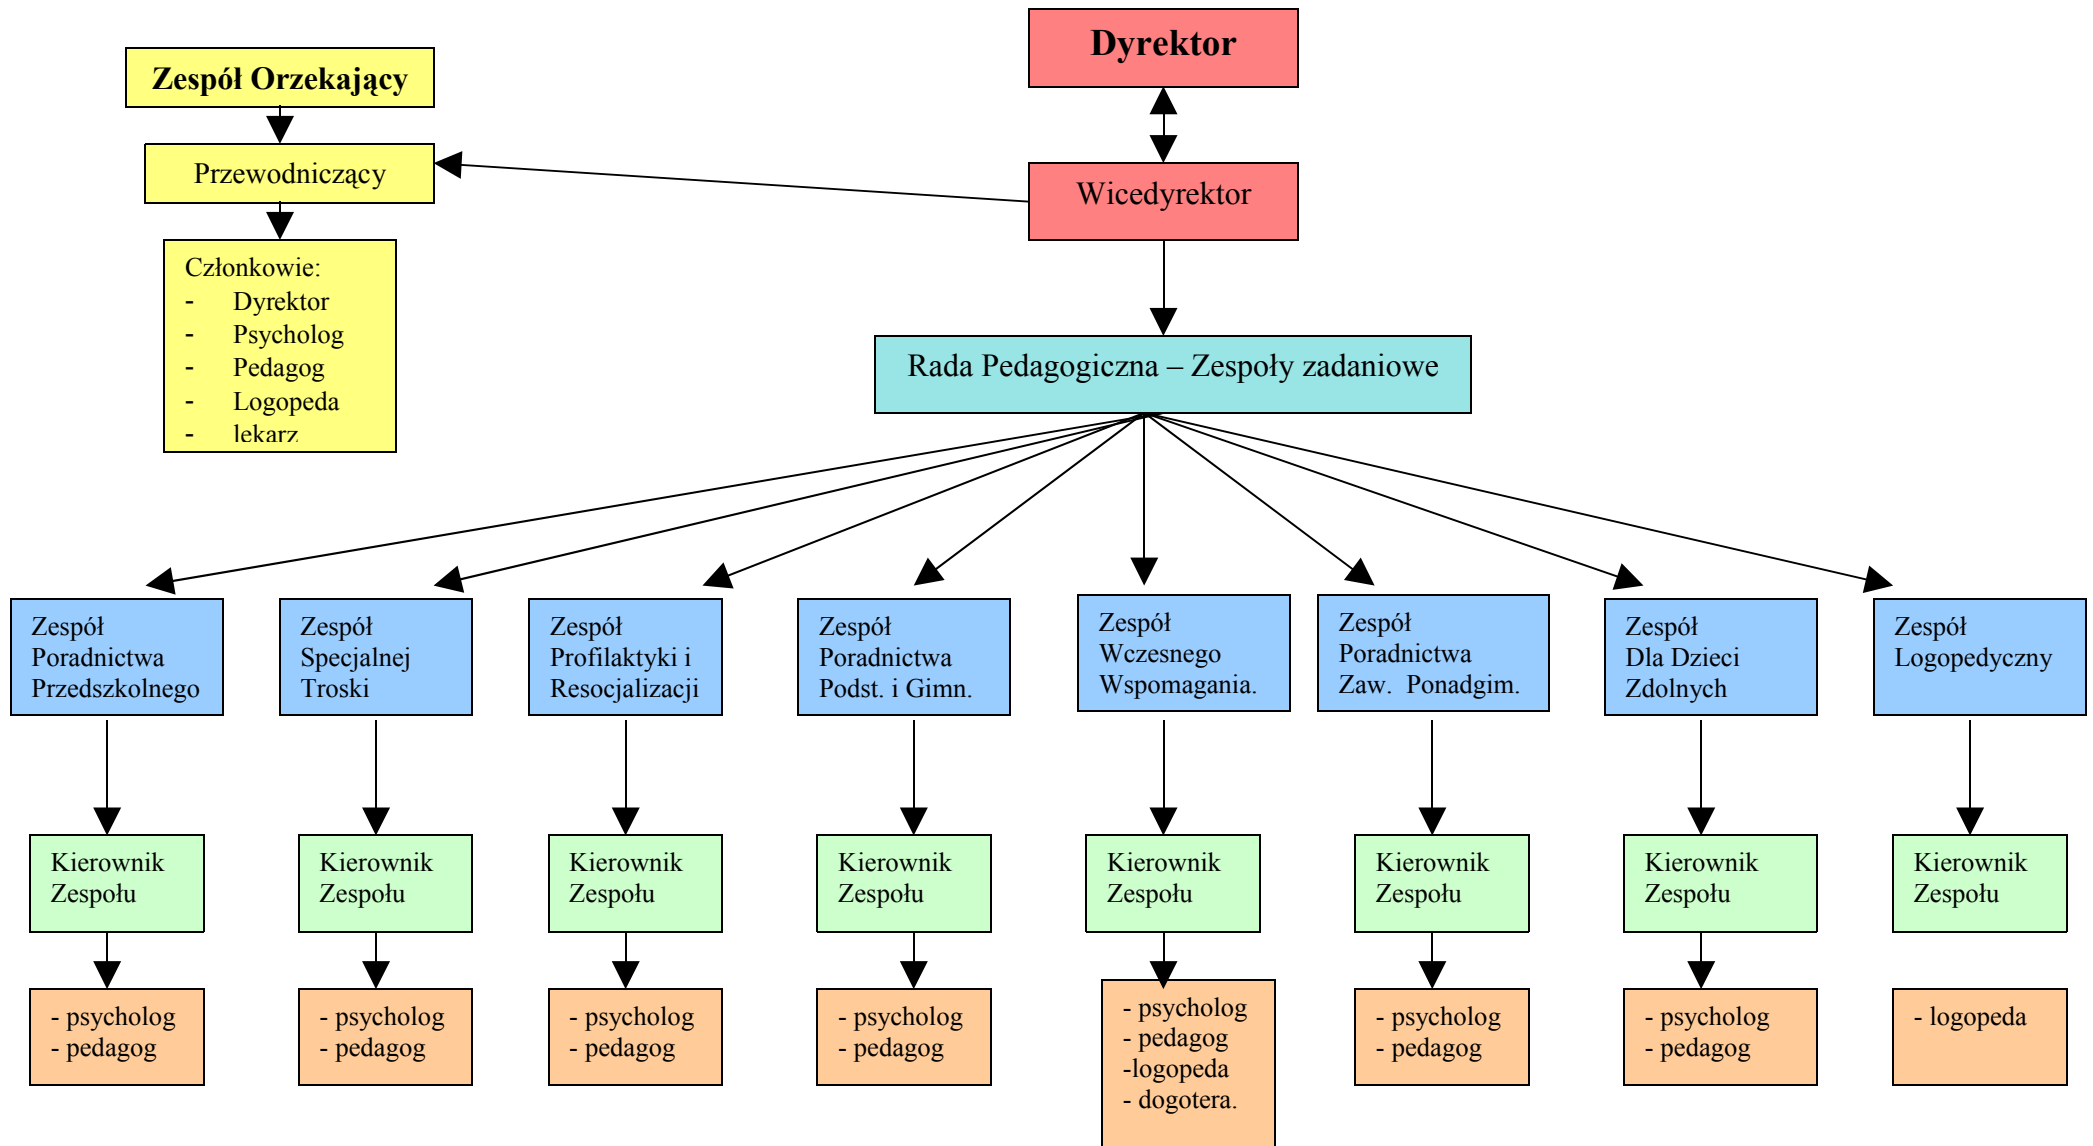 Dyrektor
Zespół Orzekający
Przewodniczący
Wicedyrektor
Członkowie:
- Dyrektor
- Psycholog
- Pedagog
- Logopeda
- lekarz
Rada Pedagogiczna – Zespoły zadaniowe
Zespół
Poradnictwa
Przedszkolnego
Zespół
Specjalnej
Troski
Zespół
Profilaktyki i
Resocjalizacji
Zespół
Poradnictwa
Podst. i Gimn.
Zespół
Wczesnego
Wspomagania.
Zespół
Poradnictwa
Zaw. Ponadgim.
Zespół
Dla Dzieci
Zdolnych
Zespół
Logopedyczny
Kierownik
Zespołu
Kierownik
Zespołu
Kierownik
Zespołu
Kierownik
Zespołu
Kierownik
Zespołu
Kierownik
Zespołu
Kierownik
Zespołu
Kierownik
Zespołu
- psycholog
- pedagog
- psycholog
- pedagog
- psycholog
- pedagog
- psycholog
- pedagog
- psycholog
- pedagog
-logopeda
- dogotera.
- psycholog
- pedagog
- psycholog
- pedagog
- logopeda